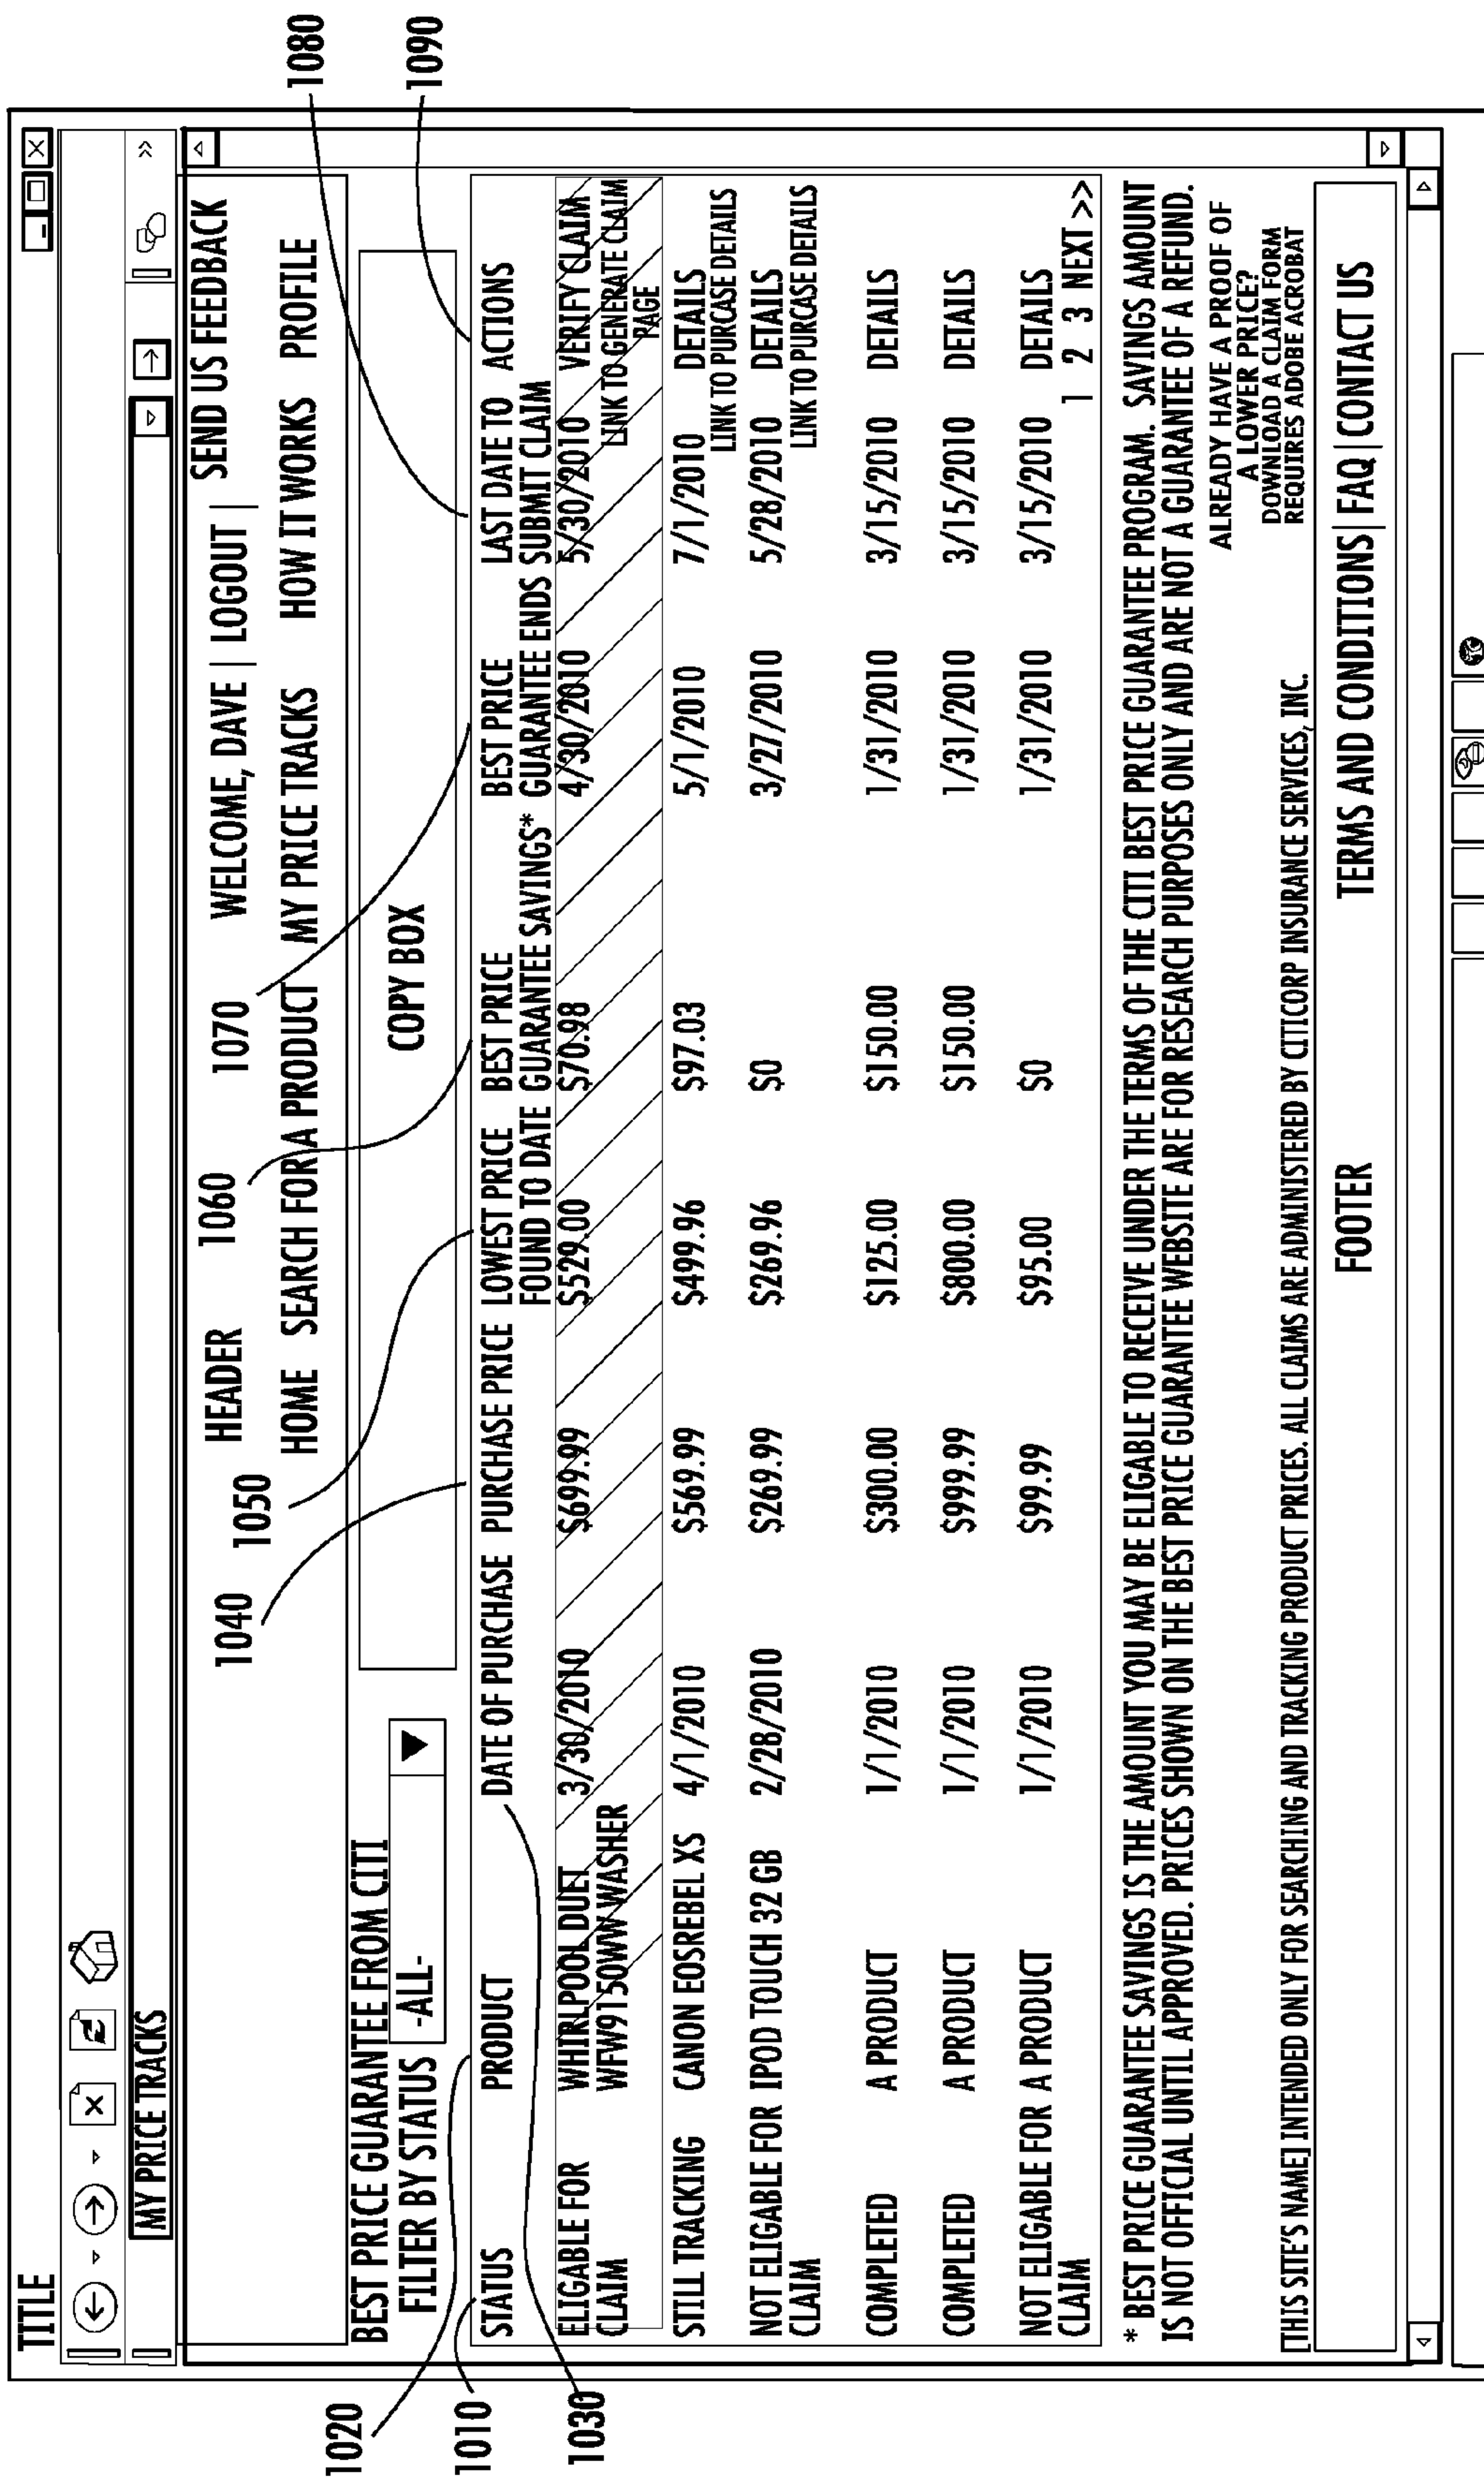 TITLE
MY PRICE TRACKS
>>
HEADER 1060 1070 WELCOME, DAVE | LOGOUT | SEND US FEEDBACK
1040 1050
HOME SEARCH FOR A PRODUCT MY PRICE TRACKS HOW IT WORKS PROFILE
1080
1090
BEST PRICE GUARANTEE FROM CITI
FILTER BY STATUS -ALL-
COPY BOX
1020
1010
1030
STATUS PRODUCT DATE OF PURCHASE PURCHASE PRICE LOWEST PRICE BEST PRICE BEST PRICE LAST DATE TO ACTIONS
FOUND TO DATE GUARANTEE SAVINGS* GUARANTEE ENDS SUBMIT CLAIM
ELIGABLE FOR WHIRLPOOL DUET 3/30/2010 $699.99 $529.00 $70.98 4/30/2010 5/30/2010 VERIFY CLAIM
CLAIM WFW9150WW WASHER LINK TO GENERATE CLAIM
PAGE
STILL TRACKING CANON EOSREBEL XS 4/1/2010 $569.99 $499.96 $97.03 5/1/2010 7/1/2010 DETAILS
LINK TO PURCASE DETAILS
NOT ELIGABLE FOR IPOD TOUCH 32 GB 2/28/2010 $269.99 $269.96 $0 3/27/2010 5/28/2010 DETAILS
CLAIM LINK TO PURCASE DETAILS
COMPLETED A PRODUCT 1/1/2010 $300.00 $125.00 $150.00 1/31/2010 3/15/2010 DETAILS
COMPLETED A PRODUCT 1/1/2010 $999.99 $800.00 $150.00 1/31/2010 3/15/2010 DETAILS
NOT ELIGABLE FOR A PRODUCT 1/1/2010 $99.99 $95.00 $0 1/31/2010 3/15/2010 DETAILS
CLAIM 1 2 3 NEXT >>
* BEST PRICE GUARANTEE SAVINGS IS THE AMOUNT YOU MAY BE ELIGABLE TO RECEIVE UNDER THE TERMS OF THE CITI BEST PRICE GUARANTEE PROGRAM. SAVINGS AMOUNT
IS NOT OFFICIAL UNTIL APPROVED. PRICES SHOWN ON THE BEST PRICE GUARANTEE WEBSITE ARE FOR RESEARCH PURPOSES ONLY AND ARE NOT A GUARANTEE OF A REFUND.
ALREADY HAVE A PROOF OF
A LOWER PRICE?
DOWNLOAD A CLAIM FORM
REQUIRES ADOBE ACROBAT
[THIS SITE'S NAME] INTENDED ONLY FOR SEARCHING AND TRACKING PRODUCT PRICES. ALL CLAIMS ARE ADMINISTERED BY CITICORP INSURANCE SERVICES, INC.
FOOTER TERMS AND CONDITIONS | FAQ | CONTACT US